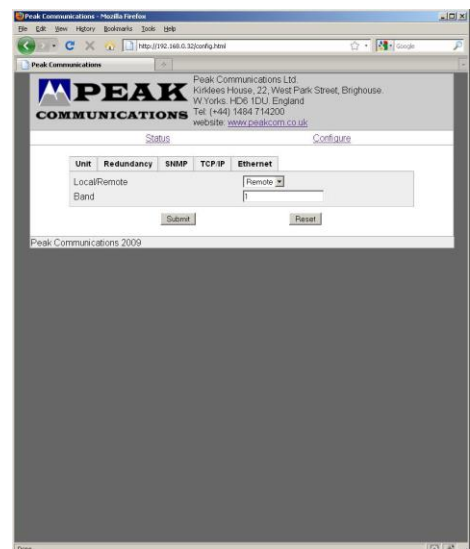 Peak Communications - Mozilla Firefox
File Edit View History Bookmarks Tools Help
http://192.168.0.32/config.html
Google
Peak Communications
PEAK
COMMUNICATIONS
Peak Communications Ltd.
Kirklees House, 22, West Park Street, Brighouse.
W.Yorks. HD6 1DU. England
Tel: (+44) 1484 714200
website: www.peakcom.co.uk
Status Configure
Unit Redundancy SNMP TCP/IP Ethernet
Local/Remote Remote
Band 1
Submit Reset
Peak Communications 2009
Done